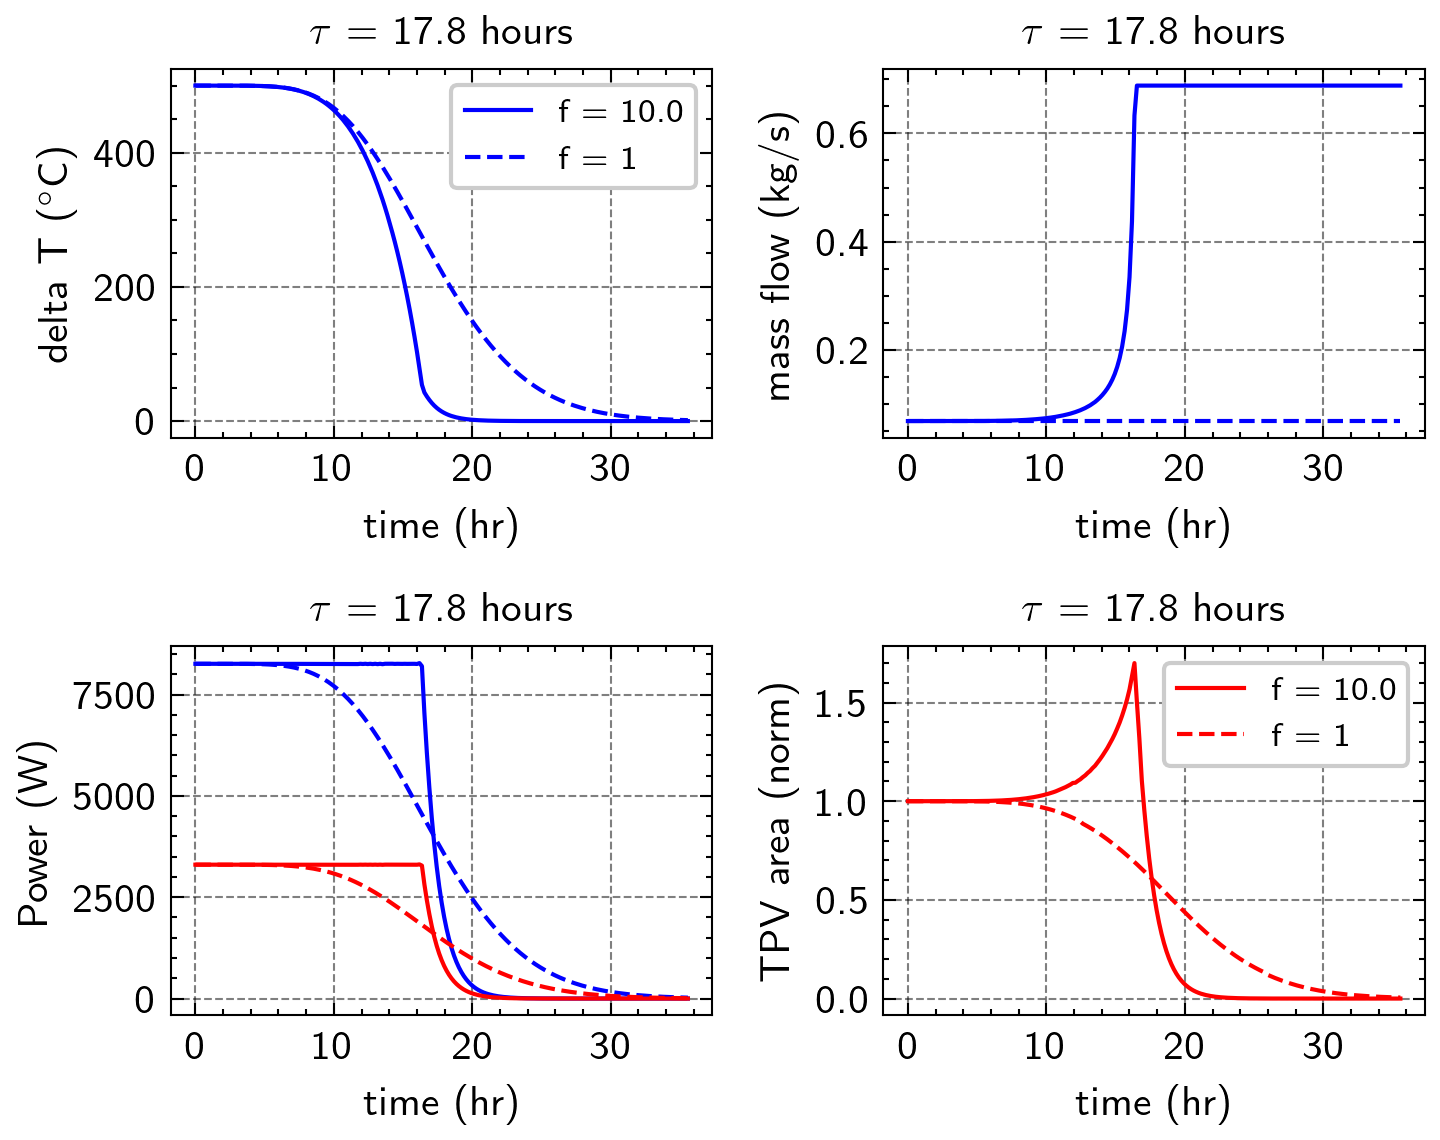 τ = 17.8 hours
delta T (°C)
400
200
0
f = 10.0
f = 1
0 10 20 30
time (hr)
τ = 17.8 hours
mass flow (kg/s)
0.6
0.4
0.2
0 10 20 30
time (hr)
τ = 17.8 hours
Power (W)
7500
5000
2500
0
0 10 20 30
time (hr)
τ = 17.8 hours
TPV area (norm)
1.5
1.0
0.5
0.0
f = 10.0
f = 1
0 10 20 30
time (hr)